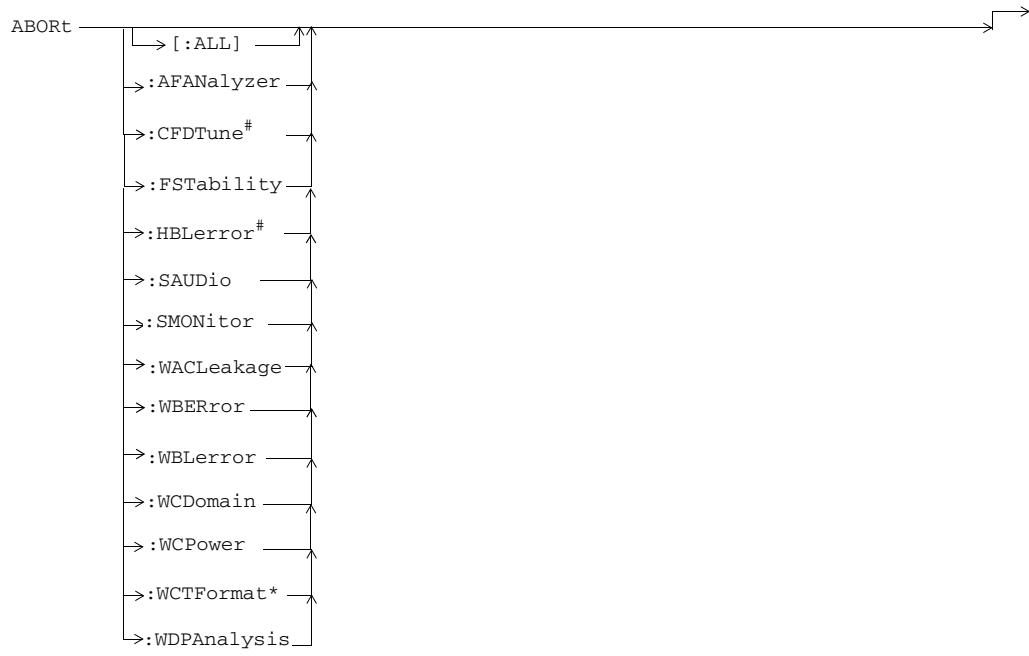 ABORt
[:ALL]
:AFANalyzer
:CFDTune#
:FSTability
:HBLerror#
:SAUDio
:SMONitor
:WACLeakage
:WBERror
:WBLerror
:WCDomain
:WCPower
:WCTFormat*
:WDPAnalysis